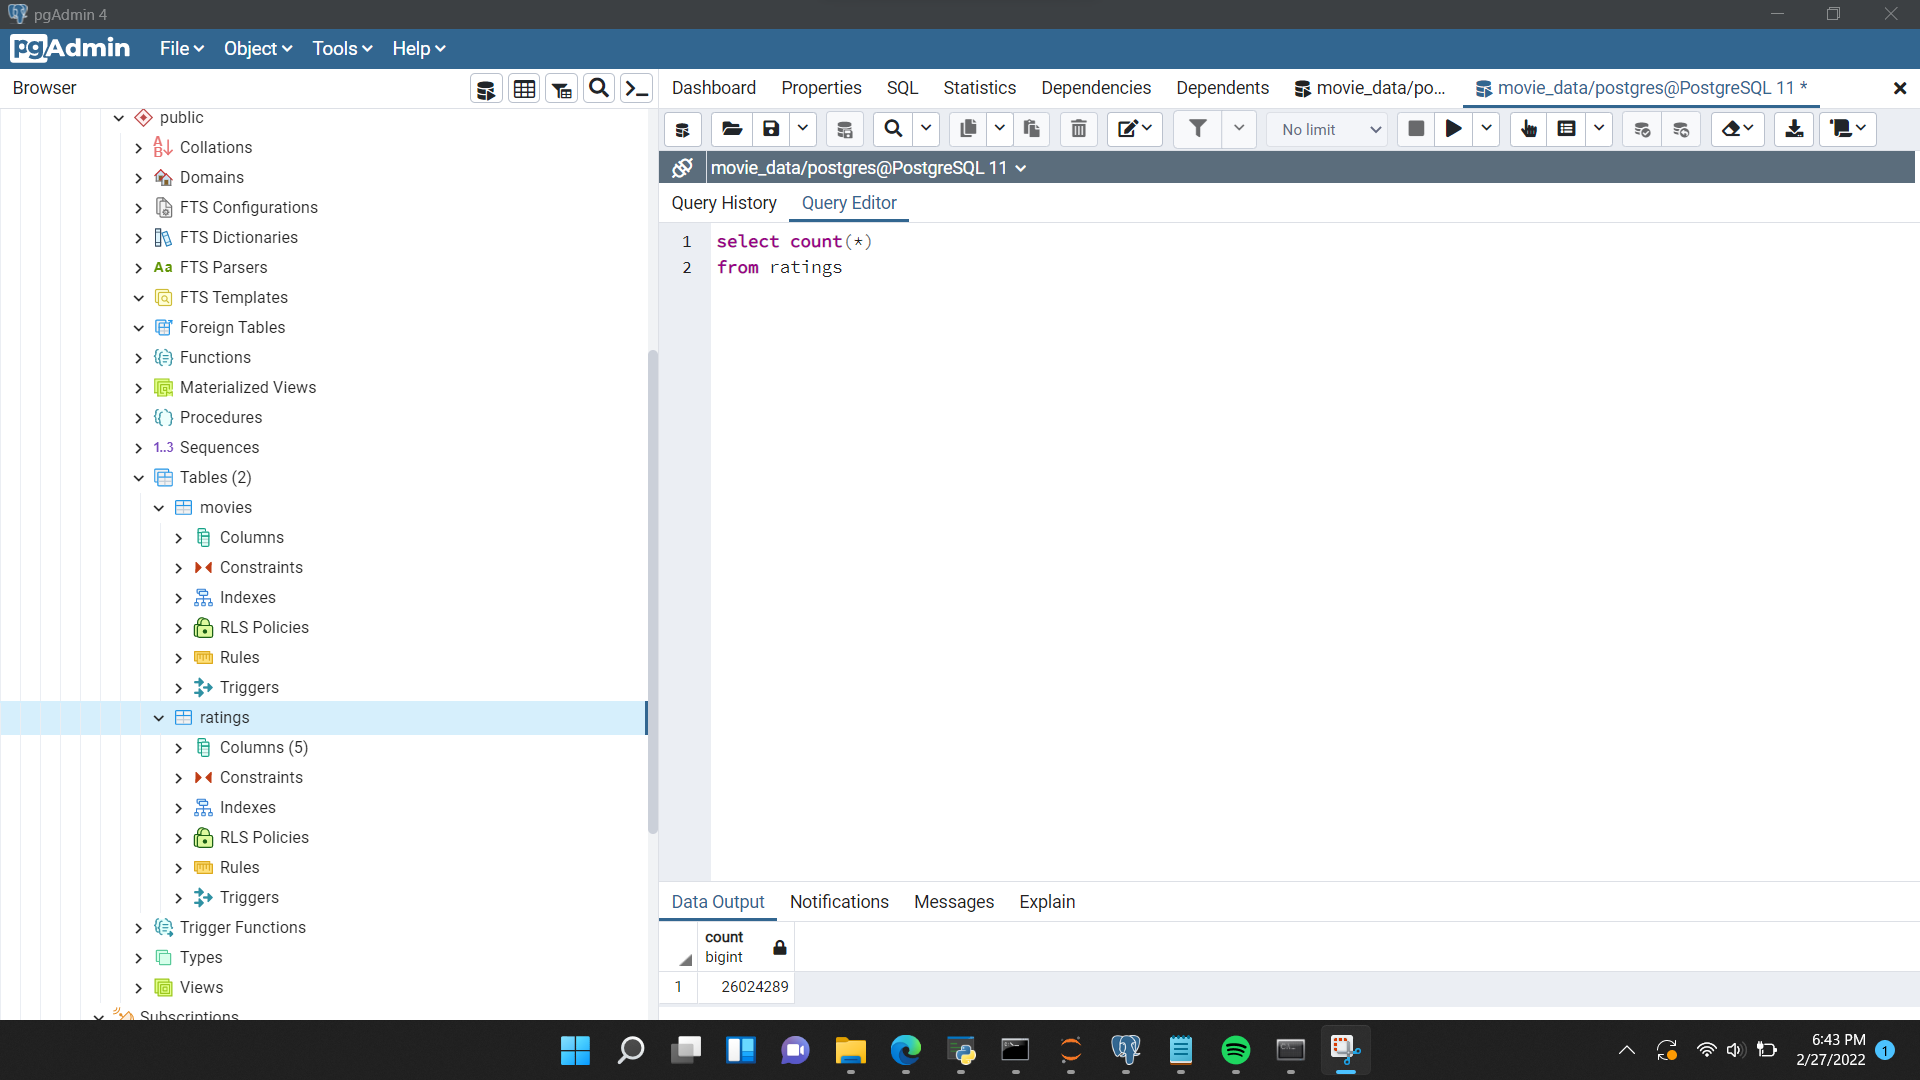 pgAdmin 4
pgAdmin File Object Tools Help
Browser
Dashboard Properties SQL Statistics Dependencies Dependents movie_data/po... movie_data/postgres@PostgreSQL 11 *
public
Collations
Domains
FTS Configurations
FTS Dictionaries
Aa FTS Parsers
FTS Templates
Foreign Tables
Functions
Materialized Views
Procedures
1..3 Sequences
Tables (2)
movies
Columns
Constraints
Indexes
RLS Policies
Rules
Triggers
ratings
Columns (5)
Constraints
Indexes
RLS Policies
Rules
Triggers
Trigger Functions
Types
Views
Subscriptions
No limit
movie_data/postgres@PostgreSQL 11
Query History Query Editor
1 select count(*)
2 from ratings
Data Output Notifications Messages Explain
count
bigint
1 26024289
6:43 PM
2/27/2022
1